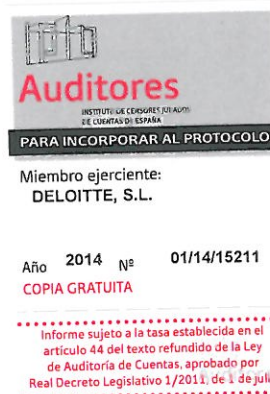 Auditores
INSTITUTO DE CENSORES JURADOS
DE CUENTAS DE ESPAÑA
PARA INCORPORAR AL PROTOCOLO
Miembro ejerciente:
DELOITTE, S.L.
Año 2014 Nº 01/14/15211
COPIA GRATUITA
Informe sujeto a la tasa establecida en el
artículo 44 del texto refundido de la Ley
de Auditoría de Cuentas, aprobado por
Real Decreto Legislativo 1/2011, de 1 de jul